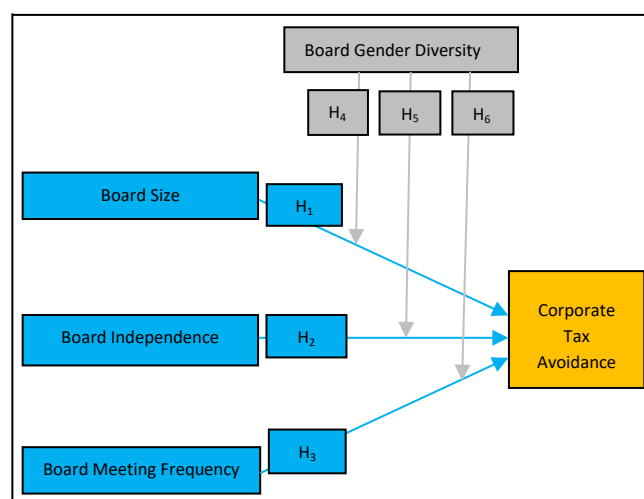 Board Gender Diversity
H₄
H₅
H₆
Board Size
H₁
Board Independence
H₂
Corporate
Tax
Avoidance
Board Meeting Frequency
H₃